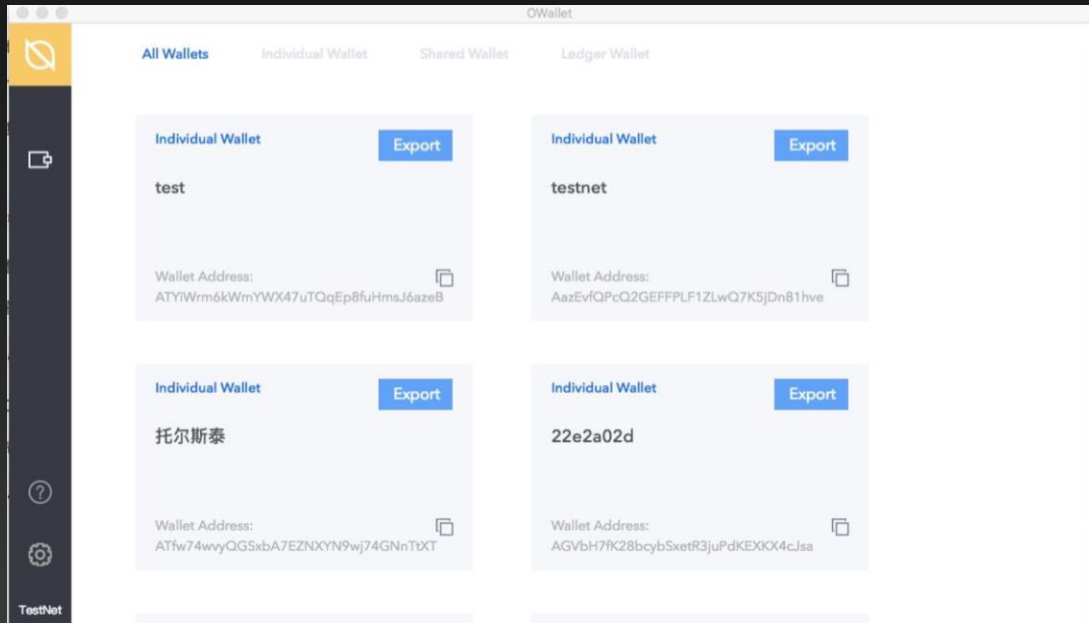 OWallet
All Wallets Individual Wallet Shared Wallet Ledger Wallet
Individual Wallet Export
test
Wallet Address:
ATYiWrm6kWmYWX47uTQqEp8fuHmsJ6azeB
Individual Wallet Export
testnet
Wallet Address:
AazEvfQPcQ2GEFFPLF1ZLwQ7K5jDn81hve
Individual Wallet Export
托尔斯泰
Wallet Address:
ATfw74wvyQGSxbA7EZNXYN9wj74GNnTtXT
Individual Wallet Export
22e2a02d
Wallet Address:
AGVbH7fK28bcybSxetR3juPdKEXKX4cJsa
TestNet